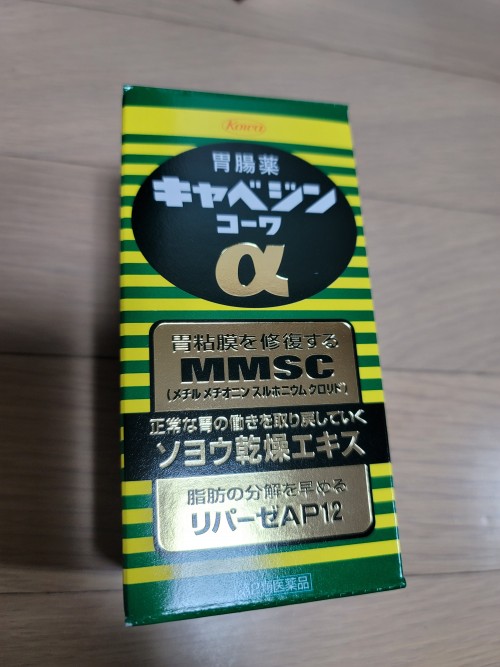 Kowa
胃腸薬
キャベジン
コーワ
α
胃粘膜を修復する
MMSC
(メチル メチオニン スルホニウム クロリド)
正常な胃の働きを取り戻していく
ソヨウ乾燥エキス
脂肪の分解を早める
リパーゼAP12
医薬品